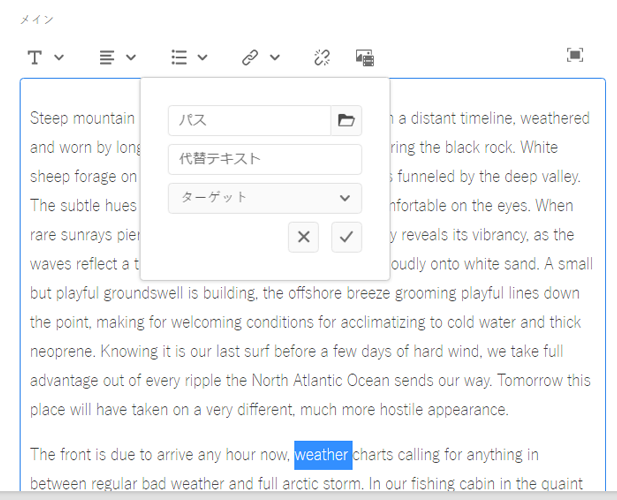 メイン
T
パス
代替テキスト
ターゲット
Steep mountain a distant timeline, weathered
and worn by long ring the black rock. White
sheep forage on s funneled by the deep valley.
The subtle hues nfortable on the eyes. When
rare sunrays pier y reveals its vibrancy, as the
waves reflect a t oudly onto white sand. A small
but playful groundswell is building, the offshore breeze grooming playful lines down
the point, making for welcoming conditions for acclimatizing to cold water and thick
neoprene. Knowing it is our last surf before a few days of hard wind, we take full
advantage out of every ripple the North Atlantic Ocean sends our way. Tomorrow this
place will have taken on a very different, much more hostile appearance.
The front is due to arrive any hour now, weather charts calling for anything in
between regular bad weather and full arctic storm. In our fishing cabin in the quaint